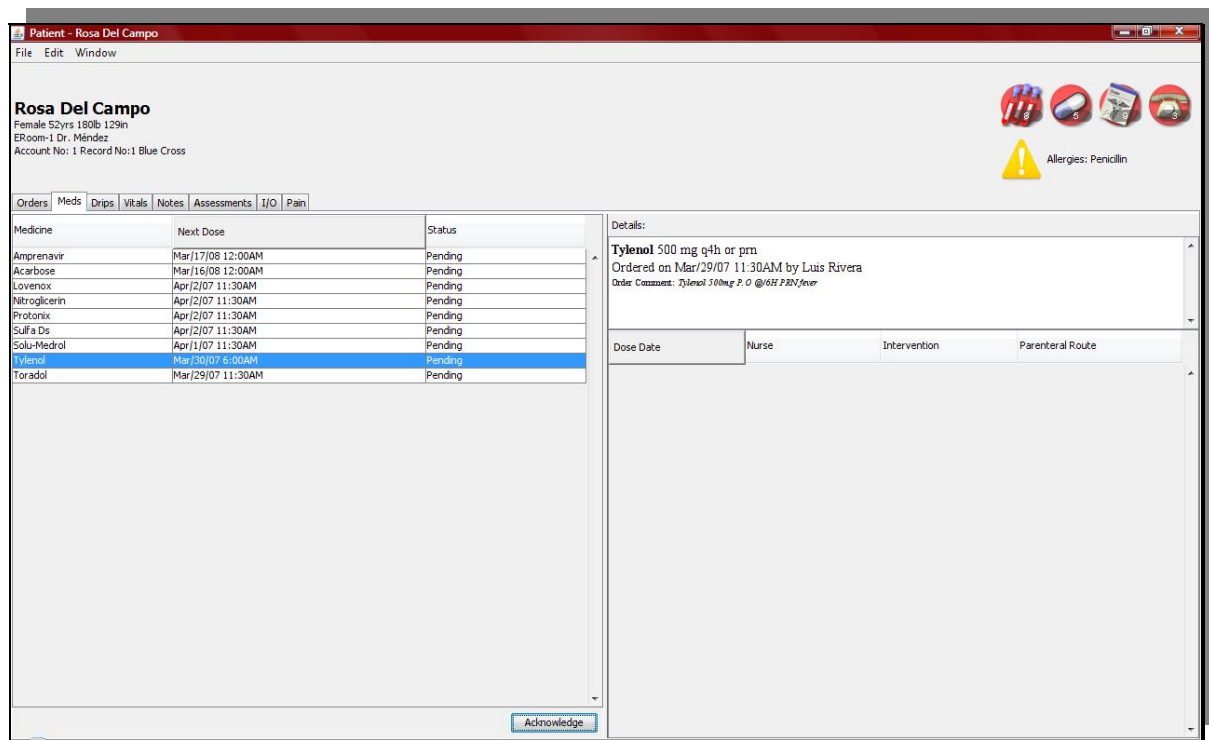 Patient - Rosa Del Campo
File Edit Window
Rosa Del Campo
Female 52yrs 180lb 129in
ERoom-1 Dr. Méndez
Account No: 1 Record No:1 Blue Cross
8 5 9 3
Allergies: Penicillin
Orders Meds Drips Vitals Notes Assessments I/O Pain
Medicine Next Dose Status
Amprenavir Mar/17/08 12:00AM Pending
Acarbose Mar/16/08 12:00AM Pending
Lovenox Apr/2/07 11:30AM Pending
Nitroglicerin Apr/2/07 11:30AM Pending
Protonix Apr/2/07 11:30AM Pending
Sulfa Ds Apr/2/07 11:30AM Pending
Solu-Medrol Apr/1/07 11:30AM Pending
Tylenol Mar/30/07 6:00AM Pending
Toradol Mar/29/07 11:30AM Pending
Acknowledge
Details:
Tylenol 500 mg q4h or prn
Ordered on Mar/29/07 11:30AM by Luis Rivera
Order Comment: Tylenol 500mg P.O @/6H PRN fever
Dose Date Nurse Intervention Parenteral Route